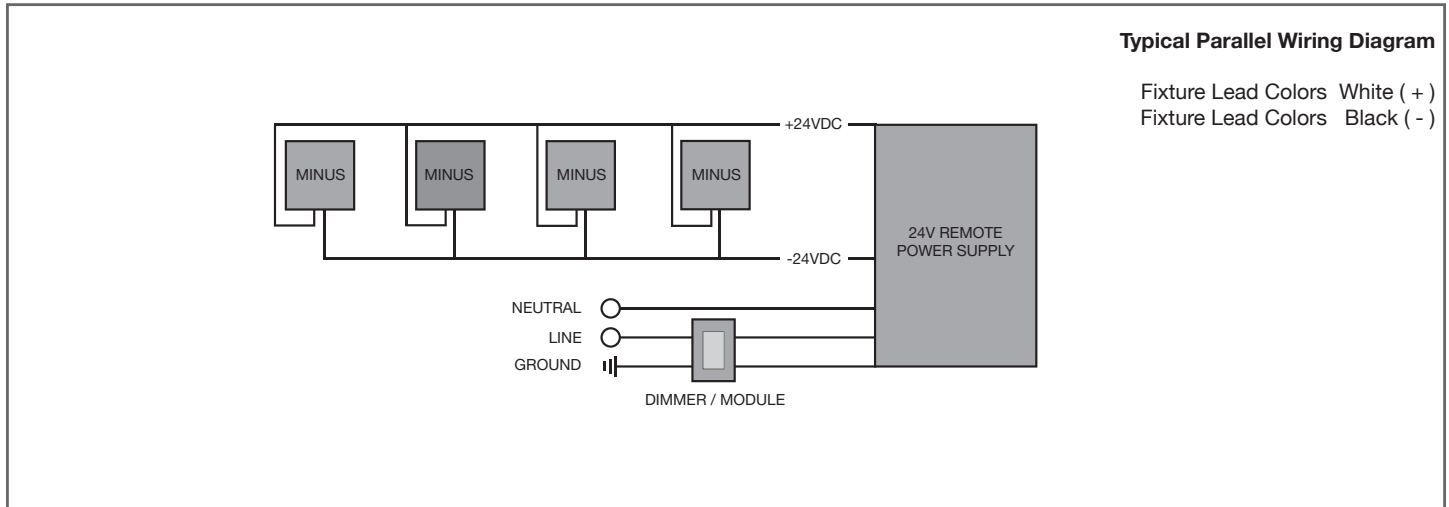 Typical Parallel Wiring Diagram
Fixture Lead Colors White ( + )
Fixture Lead Colors Black ( - )
+24VDC
MINUS MINUS MINUS MINUS
24V REMOTE
POWER SUPPLY
-24VDC
NEUTRAL
LINE
GROUND
DIMMER / MODULE